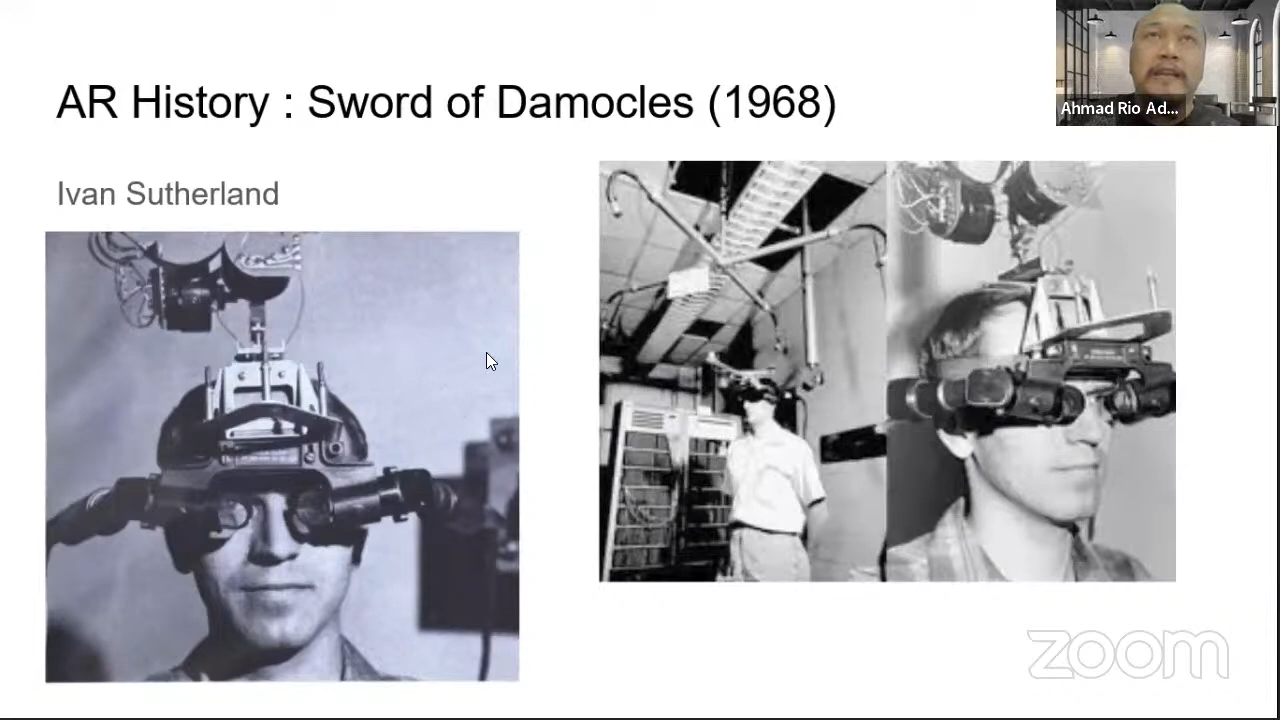 AR History : Sword of Damocles (1968)
Ivan Sutherland
Ahmad Rio Ad...
zoom